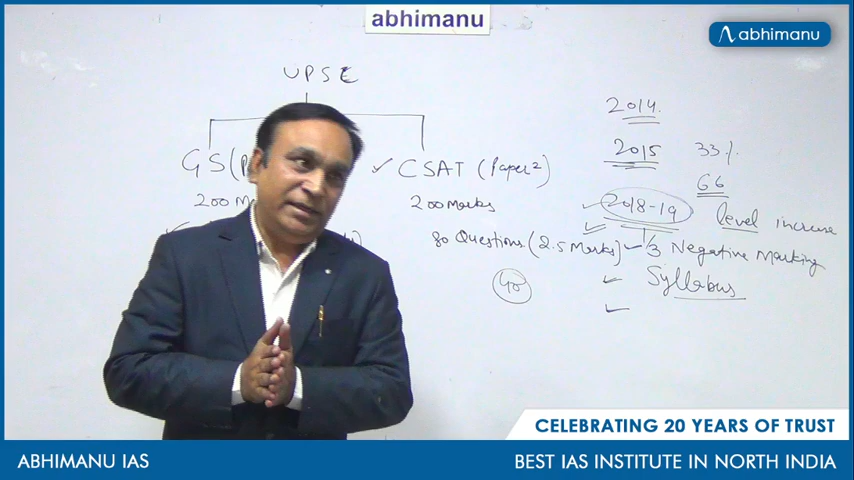 abhimanu
abhimanu
UPSC
GS (P
CSAT (Paper 2)
200 M
200 Marks
80 Questions (2.5 Marks)
40
2014.
2015 33%
66
2018-19
level increase
1/3 Negative Marking
Syllabus
CELEBRATING 20 YEARS OF TRUST
ABHIMANU IAS
BEST IAS INSTITUTE IN NORTH INDIA